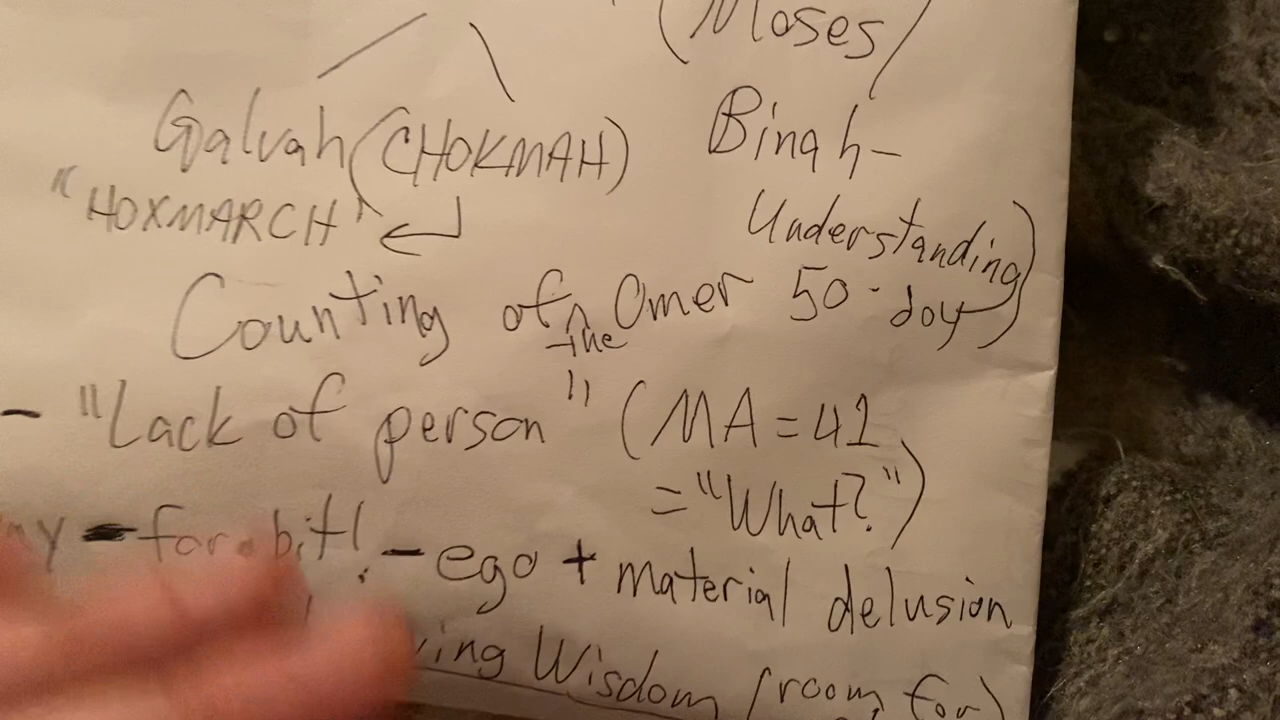 (Moses/
Galvah (CHOKMAH)
Binah-
"HOXMARCH"
Understanding)
Counting of the Omer 50-day)
- "Lack of person" (MA = 42
= "What?")
- for bit! - ego + material delusion
Wisdom (room for)